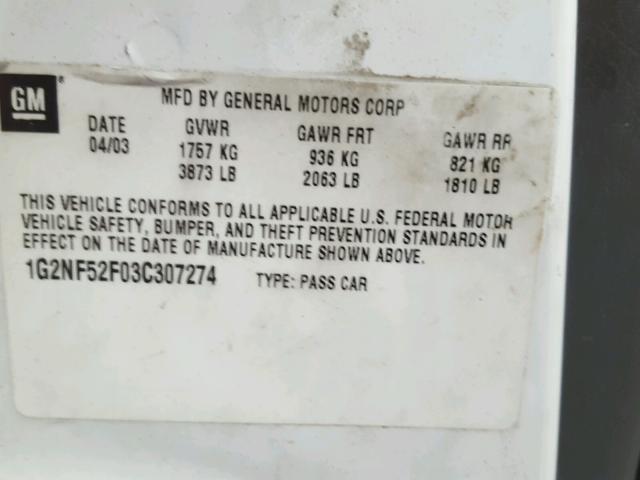 GM ®
MFD BY GENERAL MOTORS CORP
DATE GVWR GAWR FRT GAWR RR
04/03 1757 KG 936 KG 821 KG
3873 LB 2063 LB 1810 LB
THIS VEHICLE CONFORMS TO ALL APPLICABLE U.S. FEDERAL MOTOR
VEHICLE SAFETY, BUMPER, AND THEFT PREVENTION STANDARDS IN
EFFECT ON THE DATE OF MANUFACTURE SHOWN ABOVE.
1G2NF52F03C307274 TYPE: PASS CAR